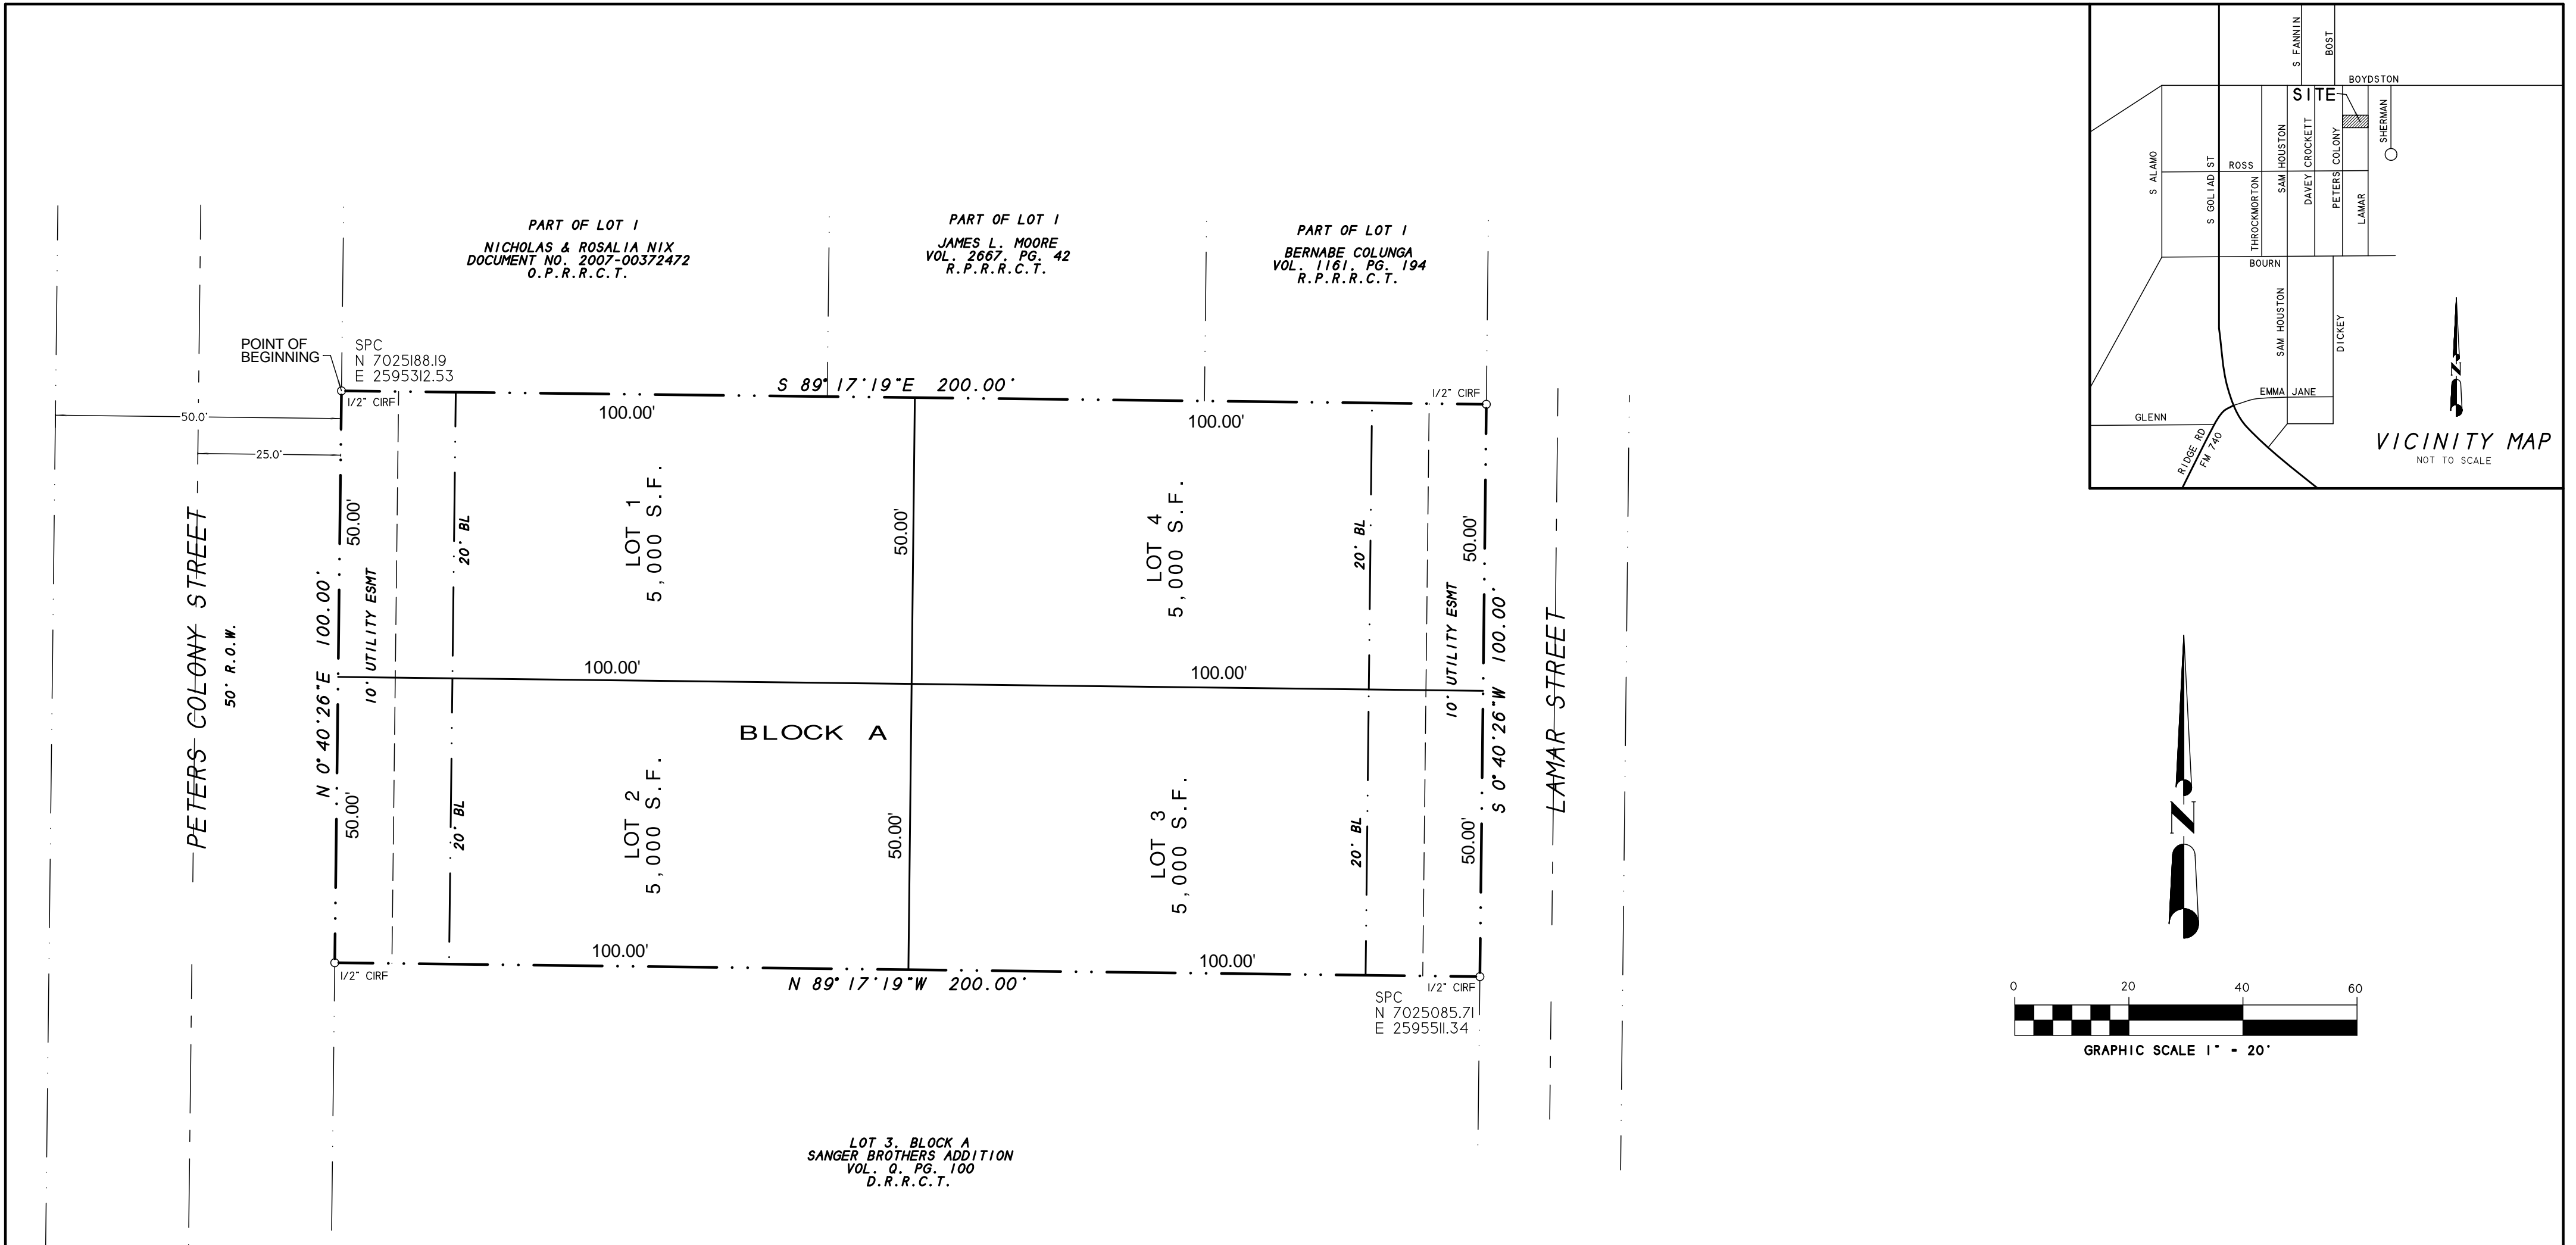 PART OF LOT 1
NICHOLAS & ROSALIA NIX
DOCUMENT NO. 2007-00372472
O.P.R.R.C.T.
PART OF LOT 1
JAMES L. MOORE
VOL. 2667, PG. 42
R.P.R.R.C.T.
PART OF LOT 1
BERNABE COLUNGA
VOL. 1161, PG. 194
R.P.R.R.C.T.
POINT OF
BEGINNING
SPC
N 7025188.19
E 2595312.53
1/2" CIRF
S 89°17'19"E 200.00'
1/2" CIRF
50.0'
25.0'
100.00'
100.00'
PETERS COLONY STREET
50' R.O.W.
N 0°40'26"E 100.00'
50.00'
50.00'
10' UTILITY ESMT
20' BL
20' BL
LOT 1
5,000 S.F.
50.00'
LOT 4
5,000 S.F.
20' BL
50.00'
10' UTILITY ESMT
S 0°40'26"W 100.00'
LAMAR STREET
100.00'
100.00'
BLOCK A
LOT 2
5,000 S.F.
50.00'
LOT 3
5,000 S.F.
20' BL
50.00'
100.00'
100.00'
1/2" CIRF
N 89°17'19"W 200.00'
1/2" CIRF
SPC
N 7025085.71
E 2595511.34
LOT 3, BLOCK A
SANGER BROTHERS ADDITION
VOL. Q, PG. 100
D.R.R.C.T.
S FANNIN
BOST
BOYDSTON
SITE
SHERMAN
S ALAMO
S GOLIAD ST
ROSS
THROCKMORTON
SAM HOUSTON
DAVEY CROCKETT
PETERS COLONY
LAMAR
BOURN
SAM HOUSTON
DICKEY
EMMA JANE
GLENN
RIDGE RD
FM 740
N
VICINITY MAP
NOT TO SCALE
N
0 20 40 60
GRAPHIC SCALE 1" - 20'